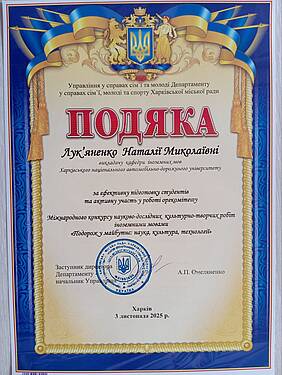 Управління у справах сім'ї та молоді Департаменту
у справах сім'ї, молоді та спорту Харківської міської ради
ПОДЯКА
Лук'яненко Наталії Миколаївні
викладачу кафедри іноземних мов
Харківського національного автомобільно-дорожнього університету
за ефективну підготовку студентів
та активну участь у роботі оргкомітету
Міжнародного конкурсу науково-дослідних культурно-творчих робіт
іноземними мовами
«Подорож у майбутнє: наука, культура, технології»
Заступник директора
Департаменту
начальник Управління
А.П. Омеляненко
Харків
3 листопада 2025 р.